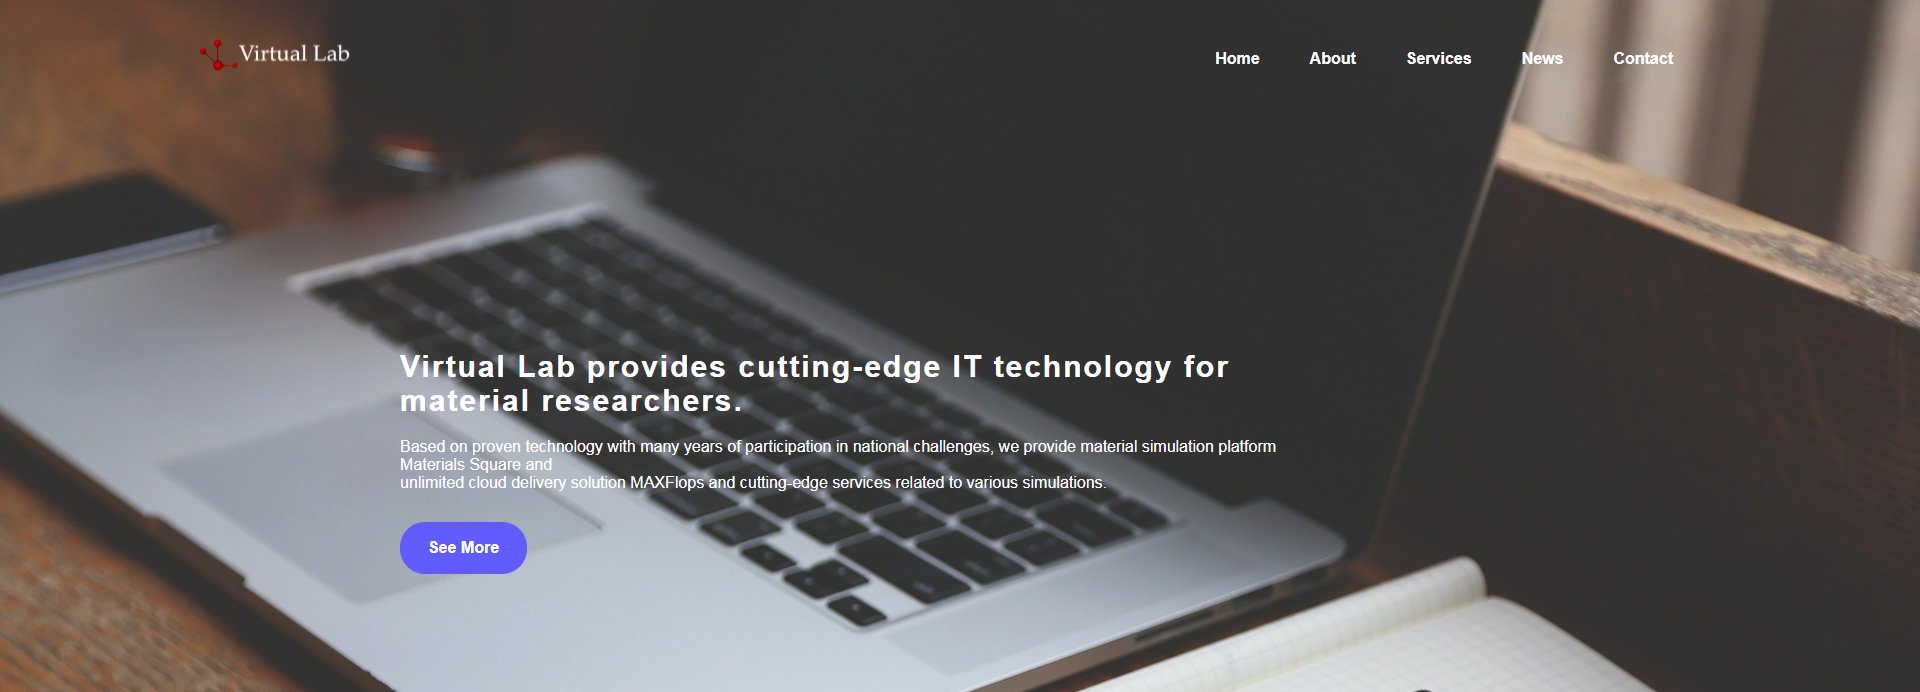 Virtual Lab
Home
About
Services
News
Contact
Virtual Lab provides cutting-edge IT technology for
material researchers.
Based on proven technology with many years of participation in national challenges, we provide material simulation platform
Materials Square and
unlimited cloud delivery solution MAXFlops and cutting-edge services related to various simulations.
See More